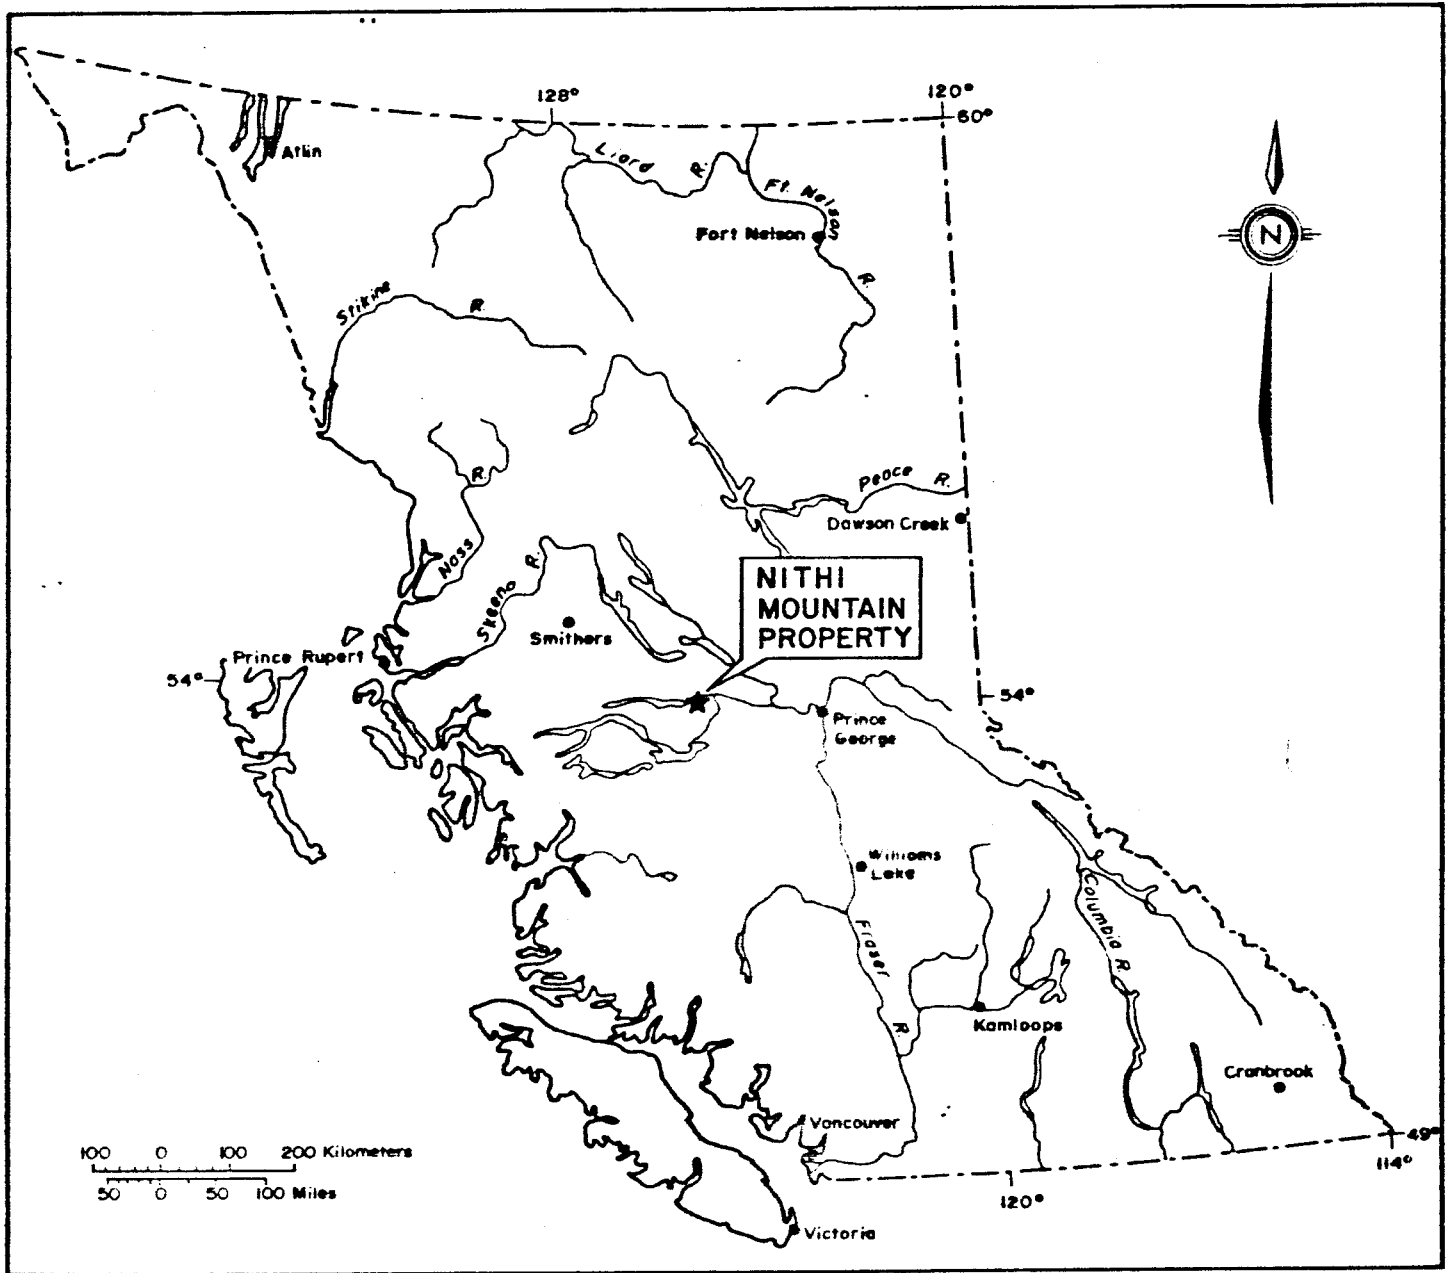 128°
120°
60°
Atlin
Liard R.
Ft. Nelson R.
Fort Nelson
N
Stikine R.
Peace R.
Dawson Creek
Nass R.
Skeena R.
NITHI
MOUNTAIN
PROPERTY
Smithers
Prince Rupert
54°
54°
Prince
George
Williams
Lake
Fraser R.
Columbia R.
Kamloops
Cranbrook
Vancouver
49°
114°
120°
100 0 100 200 Kilometers
50 0 50 100 Miles
Victoria